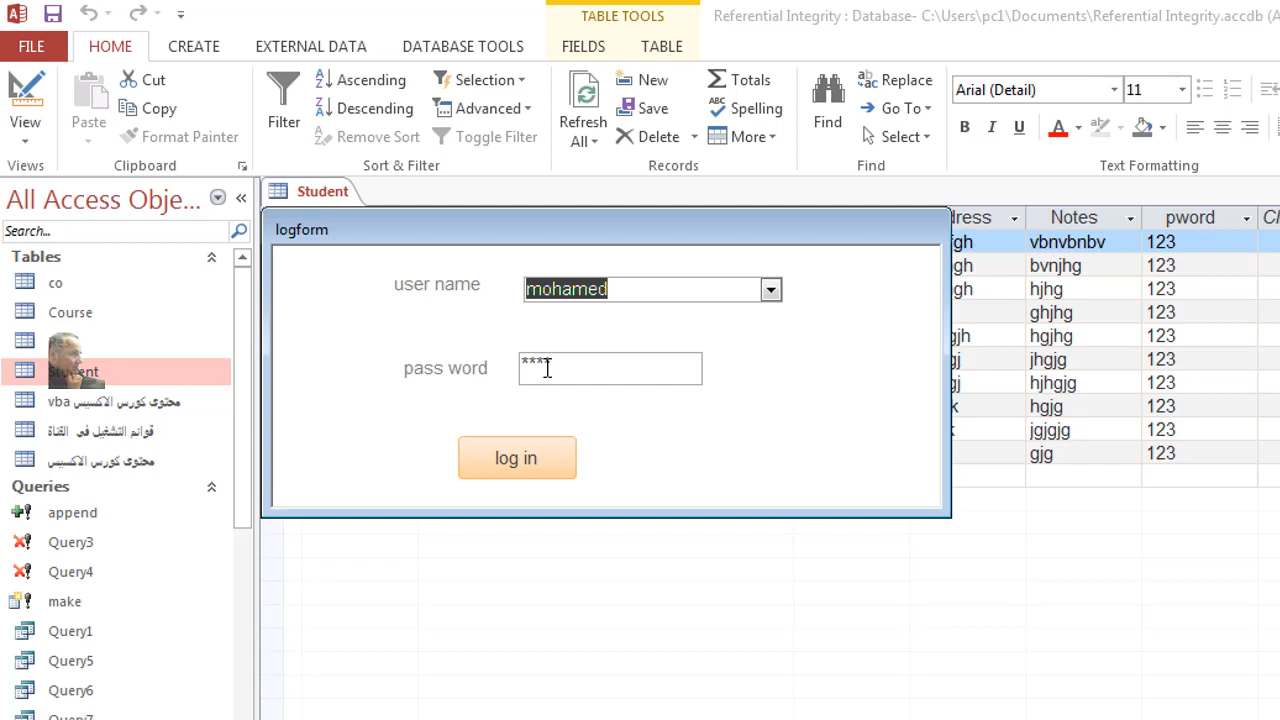 TABLE TOOLS
Referential Integrity : Database- C:\Users\pc1\Documents\Referential Integrity.accdb (A
FILE HOME CREATE EXTERNAL DATA DATABASE TOOLS FIELDS TABLE
View
Views
Paste
Cut
Copy
Format Painter
Clipboard
Filter
Ascending
Descending
Remove Sort
Selection
Advanced
Toggle Filter
Sort & Filter
Refresh
All
New
Save
Delete
Totals
Spelling
More
Records
Find
Replace
Go To
Select
Find
Arial (Detail) 11
B I U A
Text Formatting
All Access Obje...
Search...
Tables
co
Course
Student
محتوى كورس الاكسيس vba
قوائم التشغيل فى القناة
محتوى كورس الاكسيس
Queries
append
Query3
Query4
make
Query1
Query5
Query6
Query7
Student
logform
user name mohamed
pass word ****
log in
dress Notes pword
gh vbnvbnbv 123
gh bvnjhg 123
gh hjhg 123
ghjhg 123
gjh hgjhg 123
gj jhgjg 123
gj hjhgjg 123
k hgjg 123
k jgjgjg 123
gjg 123